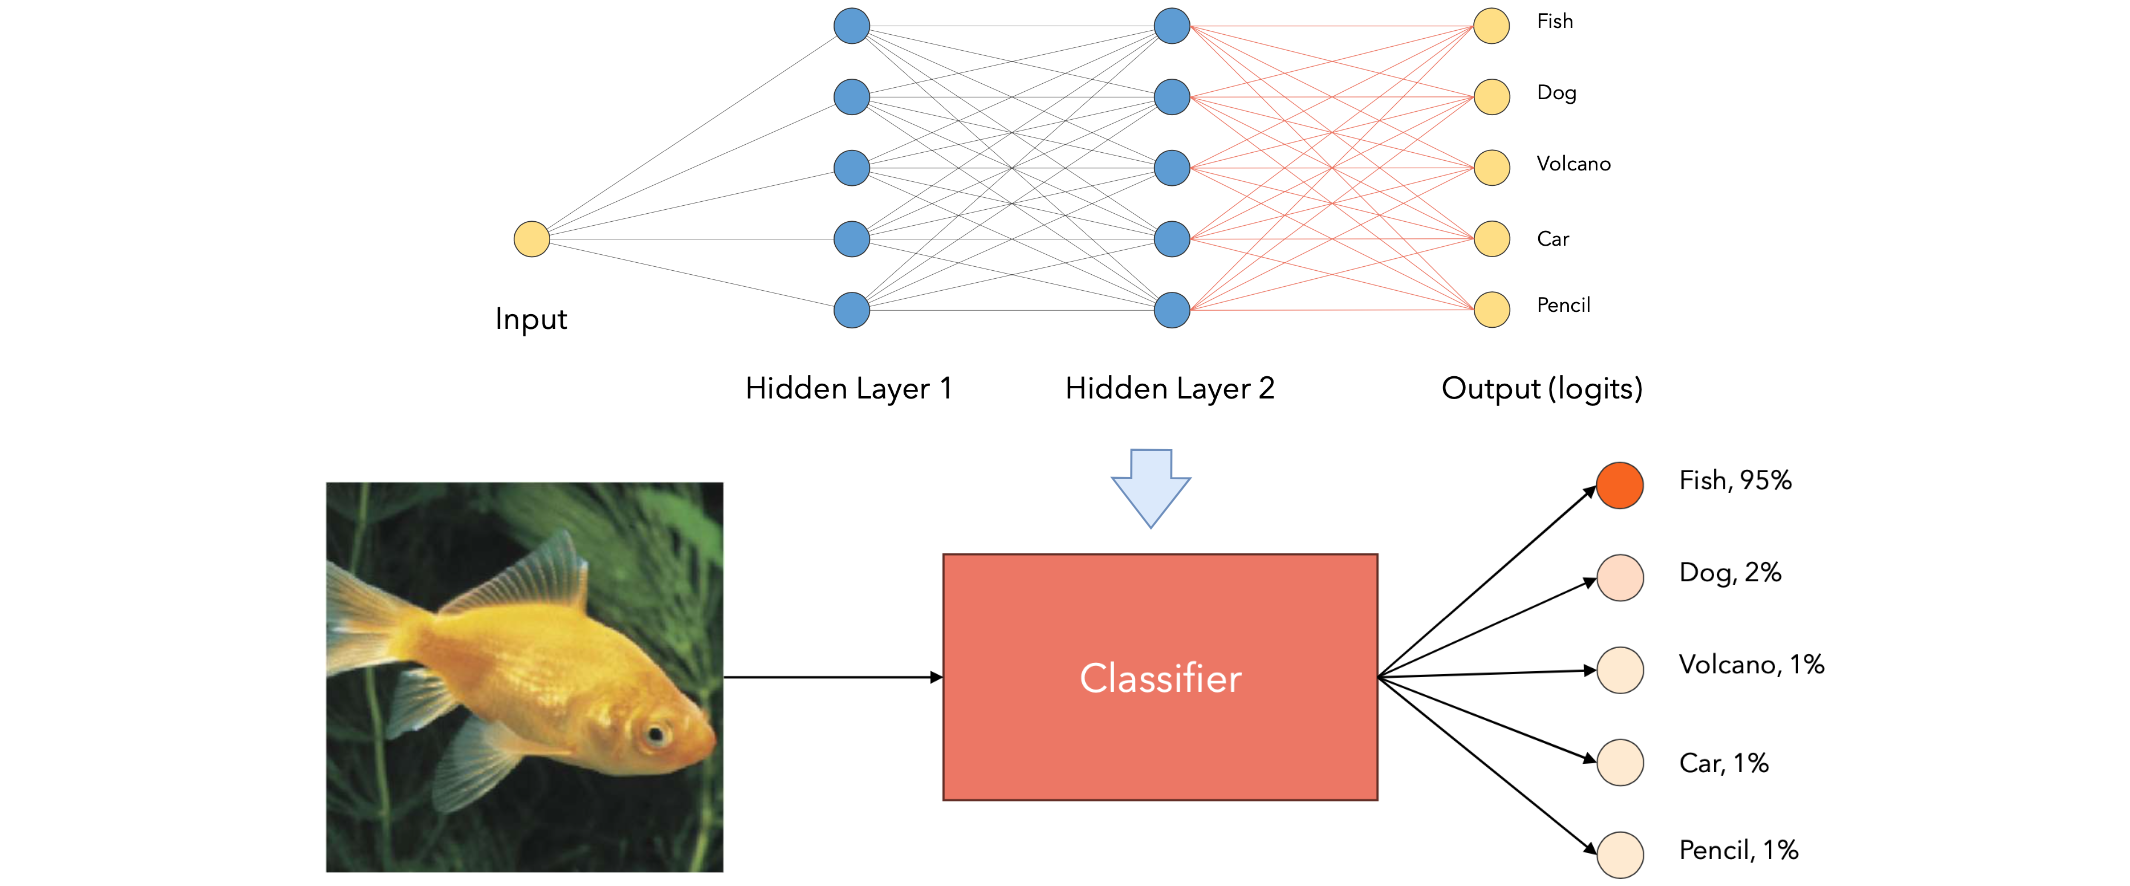 Fish
Dog
Volcano
Car
Pencil
Input
Hidden Layer 1
Hidden Layer 2
Output (logits)
Classifier
Fish, 95%
Dog, 2%
Volcano, 1%
Car, 1%
Pencil, 1%